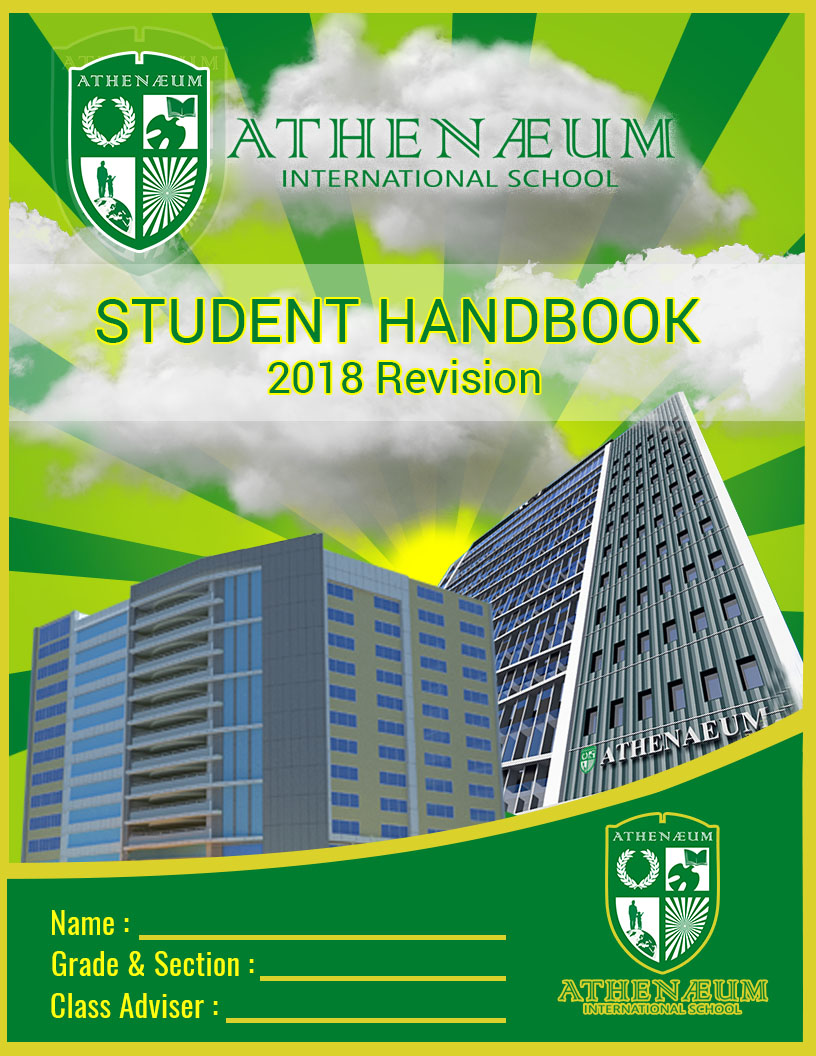 ATHENÆUM
ATHENÆUM
INTERNATIONAL SCHOOL
STUDENT HANDBOOK
2018 Revision
ATHENAEUM
Name :
Grade & Section :
Class Adviser :
ATHENÆUM
ATHENÆUM
INTERNATIONAL SCHOOL